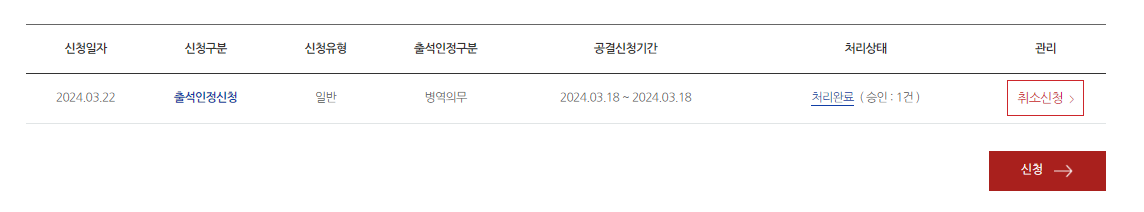 신청일자 신청구분 신청유형 출석인정구분 공결신청기간 처리상태 관리
2024.03.22 출석인정신청 일반 병역의무 2024.03.18 ~ 2024.03.18 처리완료 ( 승인 : 1건 ) 취소신청 >
신청 →